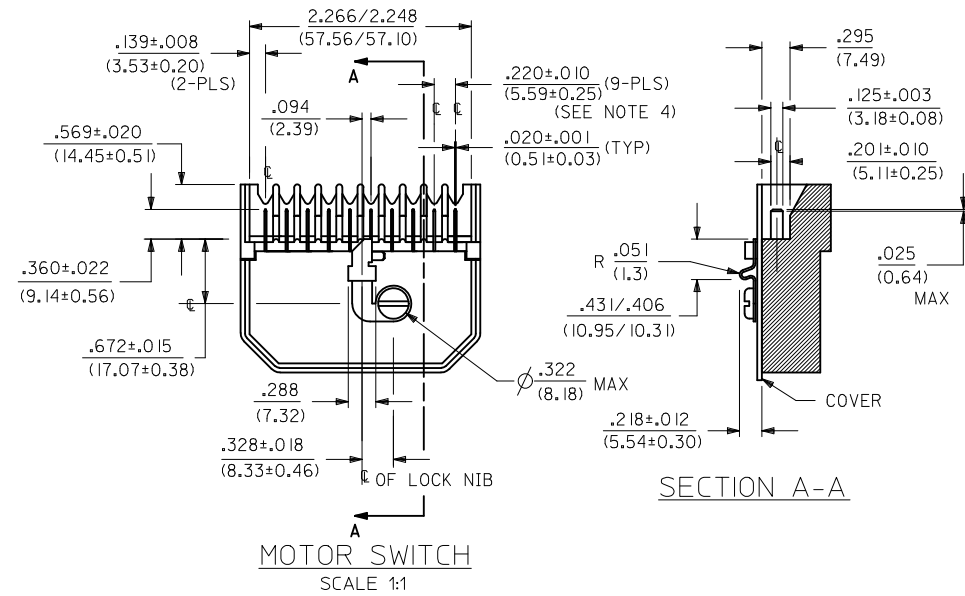 2.266/2.248
(57.56/57.10)
.139±.008
(3.53±0.20)
(2-PLS)
A
.220±.010 (9-PLS)
(5.59±0.25)
(SEE NOTE 4)
.094
(2.39)
.020±.001 (TYP)
(0.51±0.03)
.569±.020
(14.45±0.51)
℄
℄
℄
.360±.022
(9.14±0.56)
℄
.672±.015
(17.07±0.38)
.288
(7.32)
Ø .322 MAX
(8.18)
.328±.018
(8.33±0.46)
℄ OF LOCK NIB
A
MOTOR SWITCH
SCALE 1:1
.295
(7.49)
.125±.003
(3.18±0.08)
℄
.201±.010
(5.11±0.25)
R .051
(1.3)
.025
(0.64)
MAX
.431/.406
(10.95/10.31)
COVER
.218±.012
(5.54±0.30)
SECTION A-A